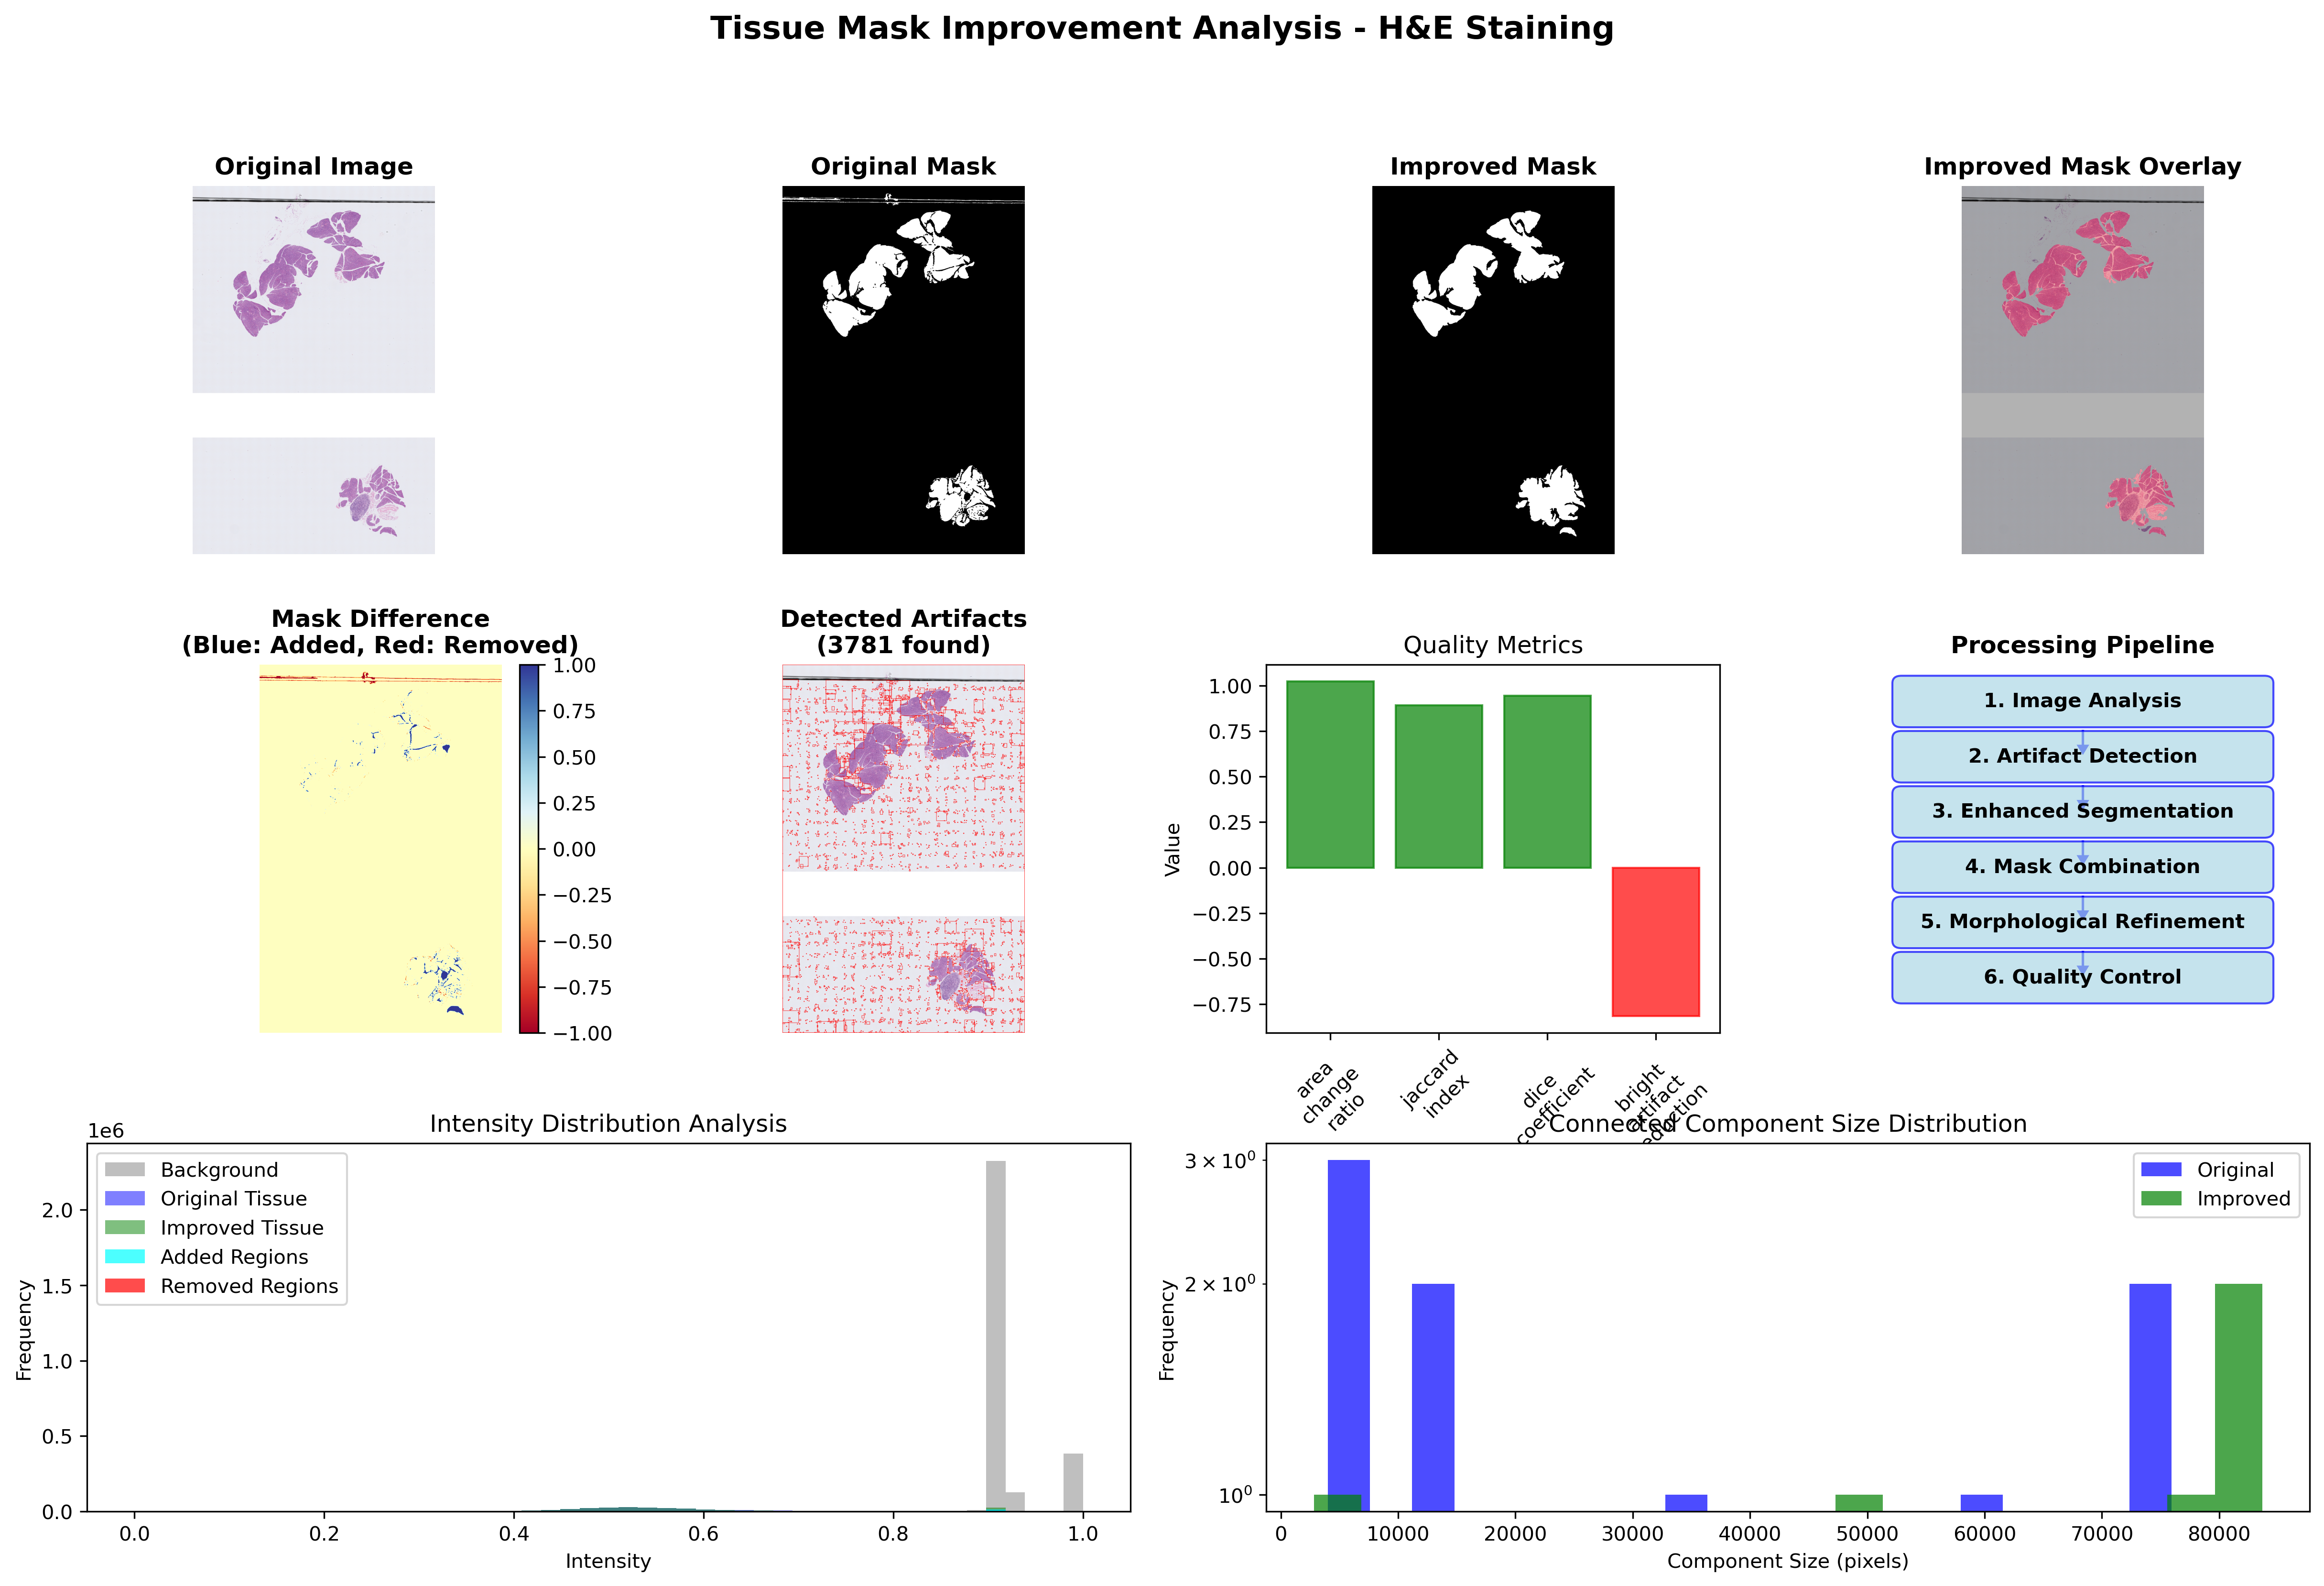 Tissue Mask Improvement Analysis - H&E Staining
Original Image
Original Mask
Improved Mask
Improved Mask Overlay
Mask Difference
(Blue: Added, Red: Removed)
1.00
0.75
0.50
0.25
0.00
−0.25
−0.50
−0.75
−1.00
Detected Artifacts
(3781 found)
Quality Metrics
Value
1.00
0.75
0.50
0.25
0.00
−0.25
−0.50
−0.75
area
change
ratio
jaccard
index
dice
coefficient
bright
artifact
Processing Pipeline
1. Image Analysis
2. Artifact Detection
3. Enhanced Segmentation
4. Mask Combination
5. Morphological Refinement
6. Quality Control
Intensity Distribution Analysis
1e6
Frequency
2.0
1.5
1.0
0.5
0.0
Background
Original Tissue
Improved Tissue
Added Regions
Removed Regions
0.0 0.2 0.4 0.6 0.8 1.0
Intensity
Connected Component Size Distribution
Frequency
3 × 10⁰
2 × 10⁰
10⁰
Original
Improved
0 10000 20000 30000 40000 50000 60000 70000 80000
Component Size (pixels)